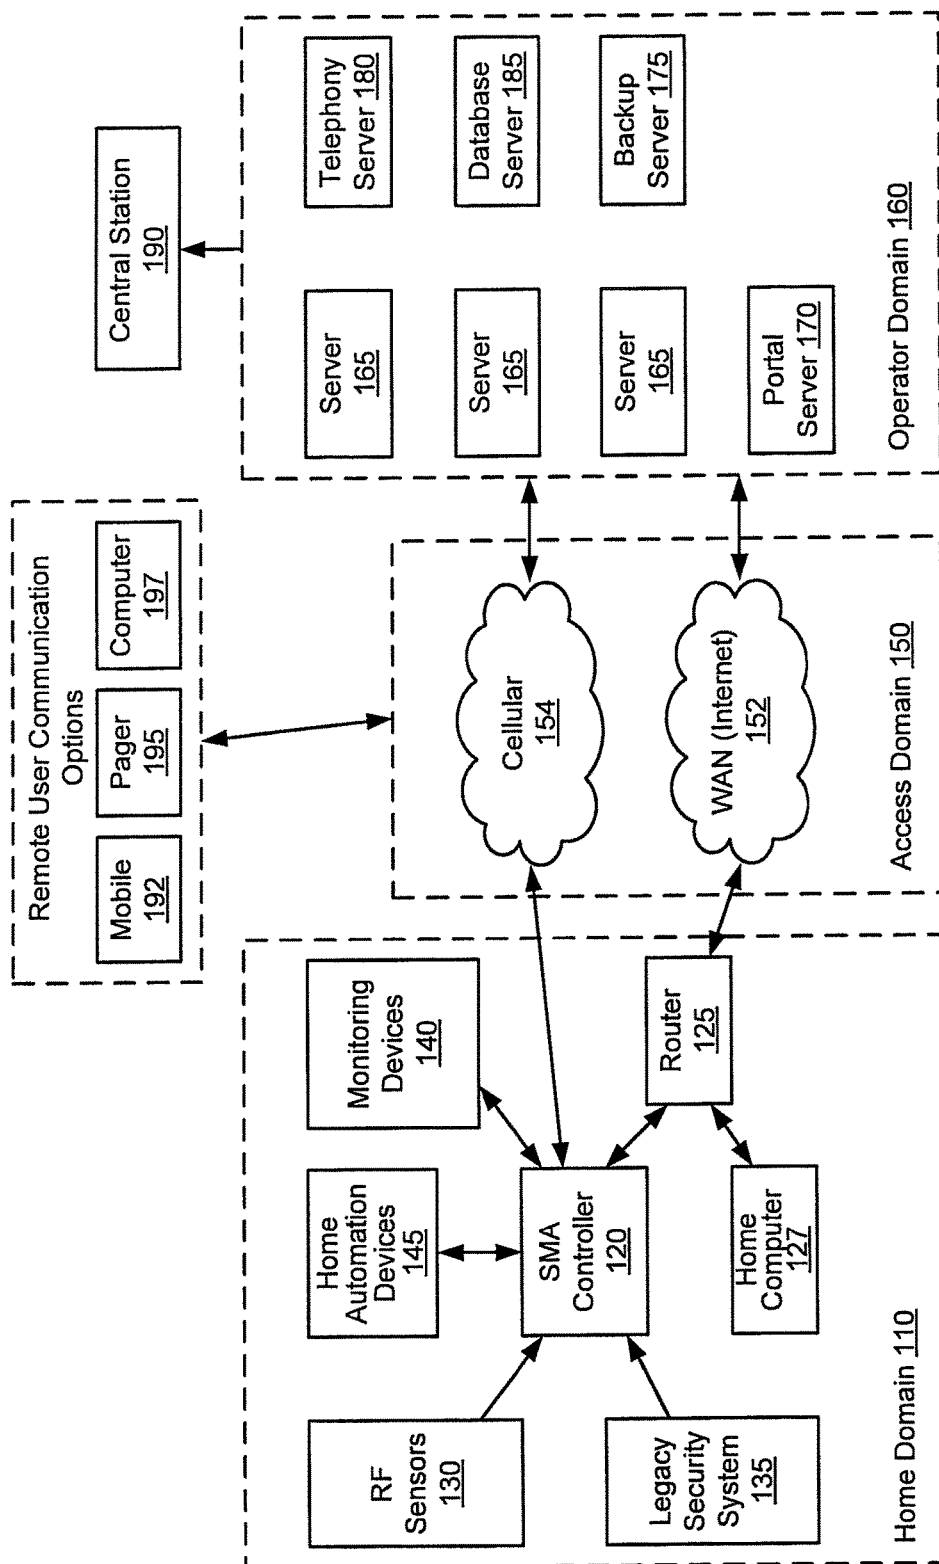 Remote User Communication
Options
Mobile
192
Pager
195
Computer
197
Central Station
190
RF
Sensors
130
Home
Automation
Devices
145
Monitoring
Devices
140
Legacy
Security
System
135
SMA
Controller
120
Router
125
Home
Computer
127
Home Domain 110
Cellular
154
WAN (Internet)
152
Access Domain 150
Server
165
Telephony
Server 180
Server
165
Database
Server 185
Server
165
Backup
Server 175
Portal
Server 170
Operator Domain 160